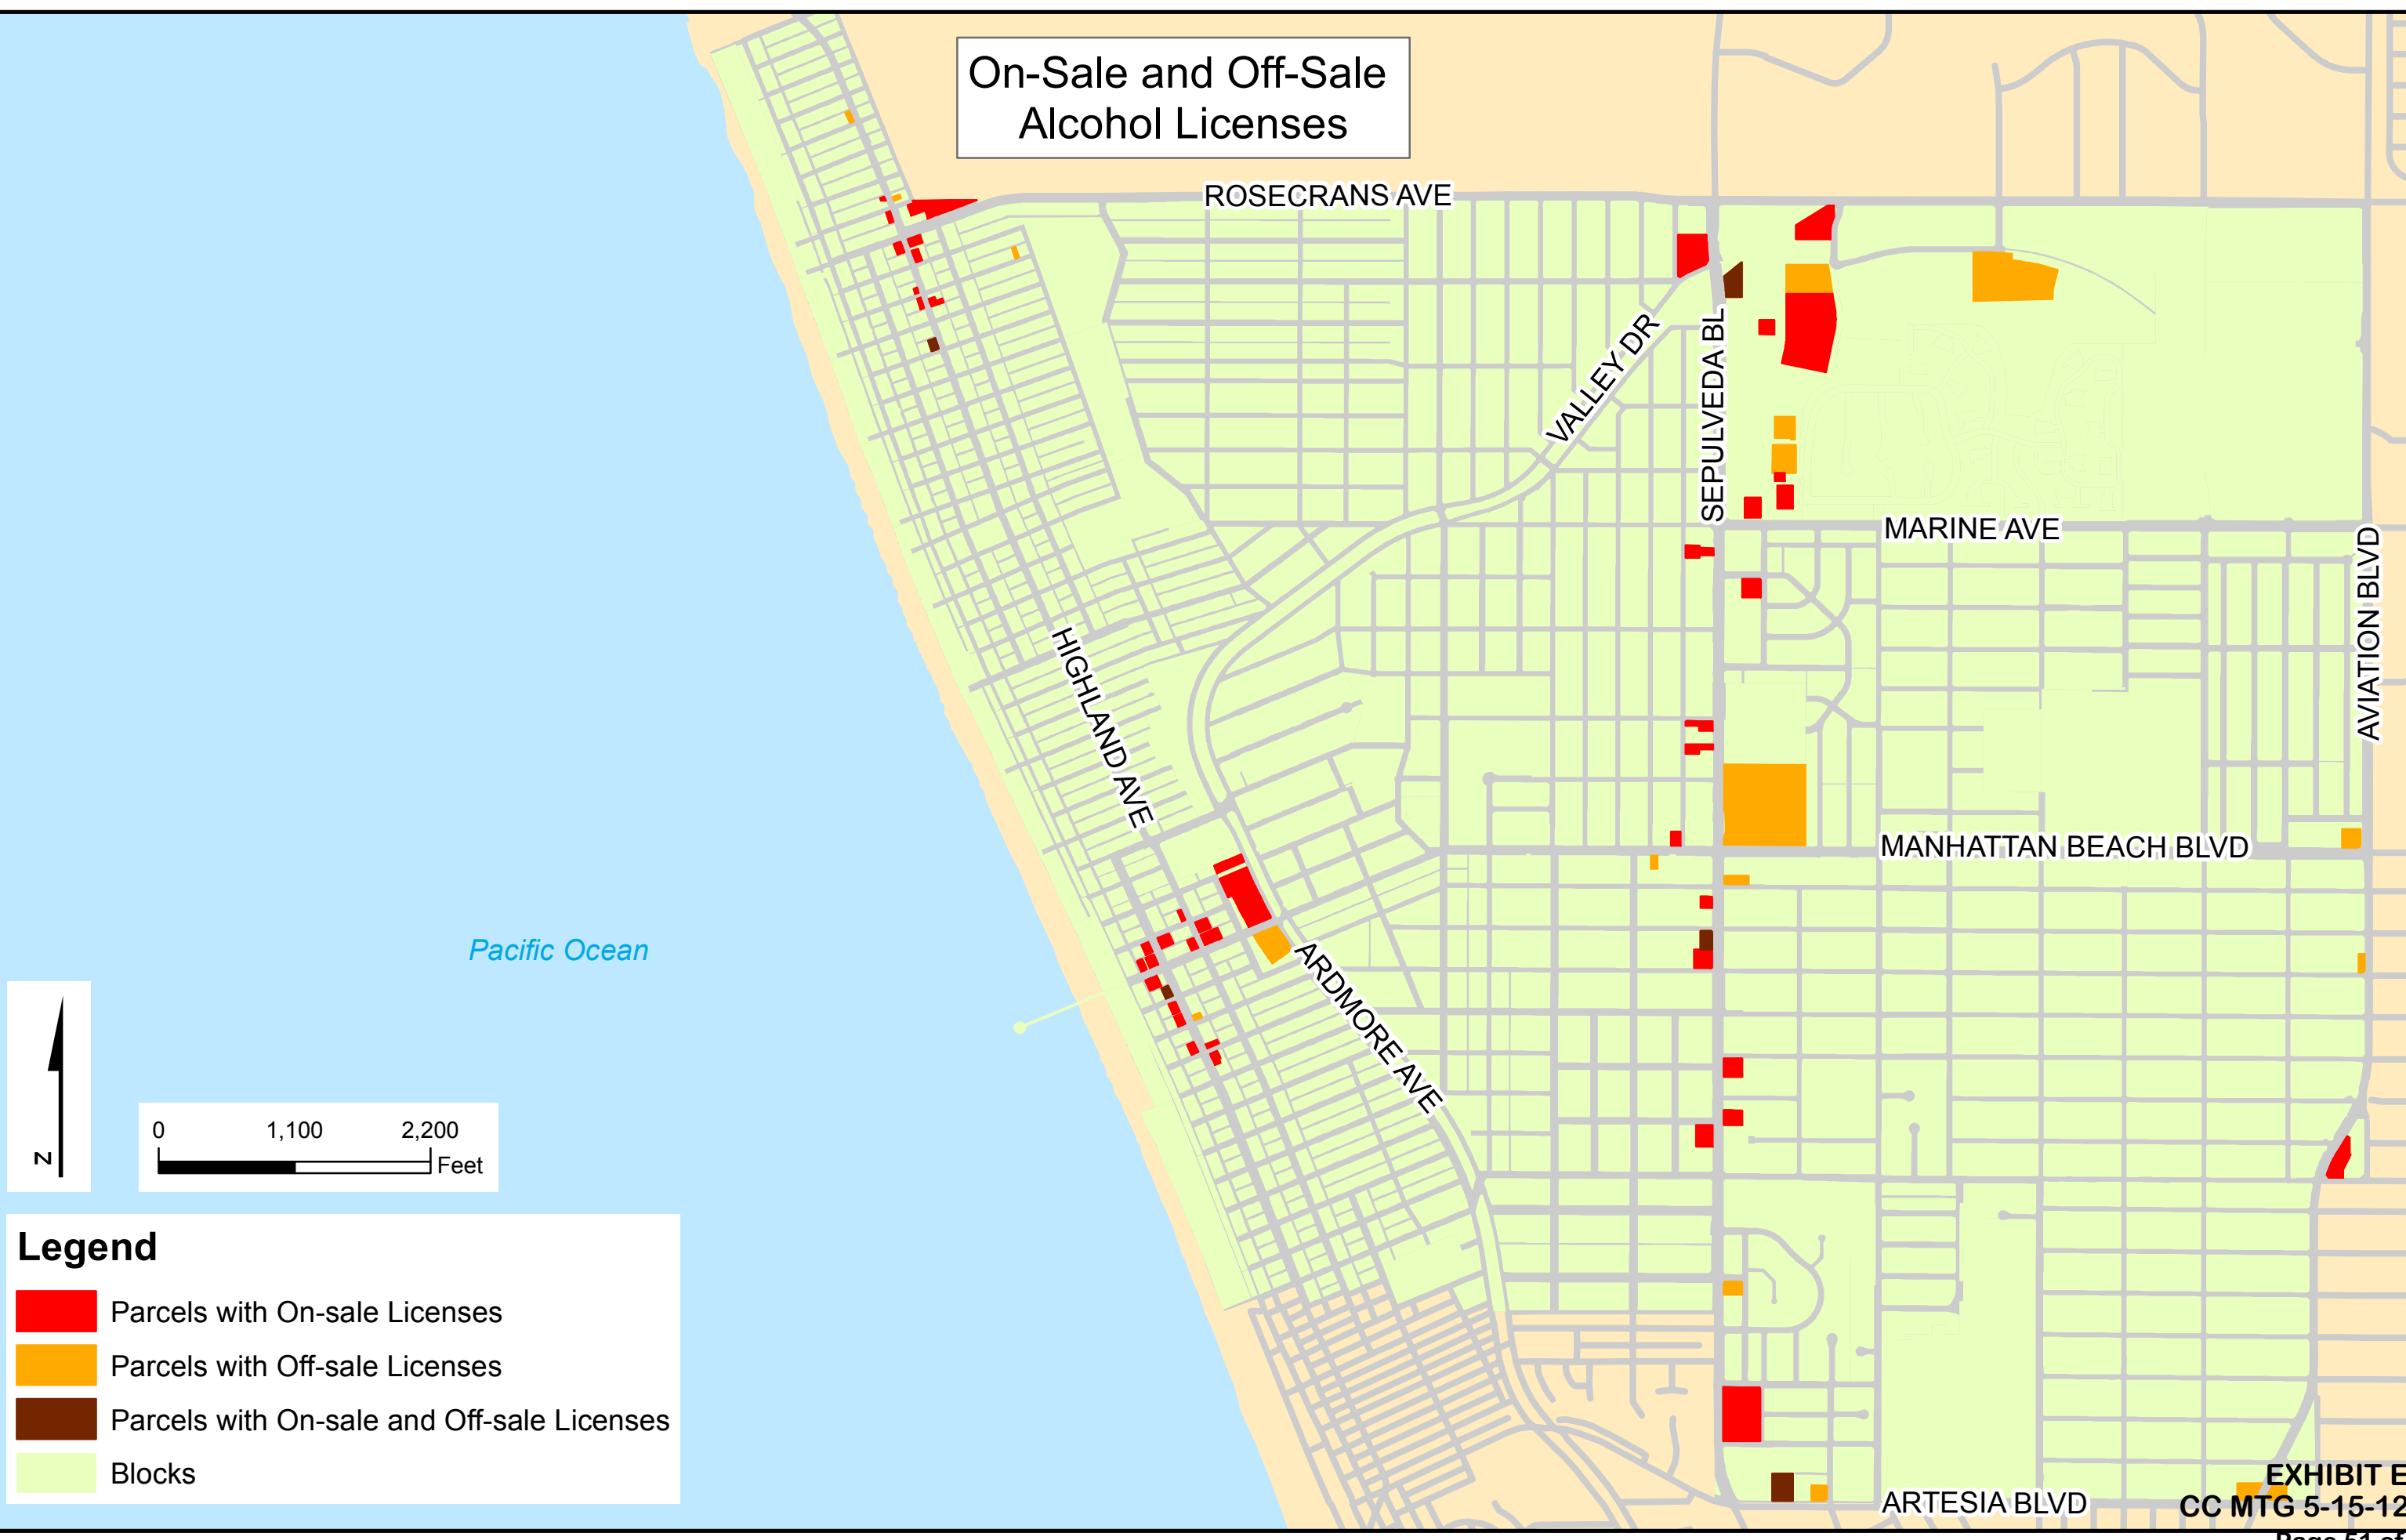 On-Sale and Off-Sale
Alcohol Licenses
ROSECRANS AVE
VALLEY DR
SEPULVEDA BL
MARINE AVE
AVIATION BLVD
HIGHLAND AVE
MANHATTAN BEACH BLVD
Pacific Ocean
ARDMORE AVE
N
0 1,100 2,200
Feet
Legend
Parcels with On-sale Licenses
Parcels with Off-sale Licenses
Parcels with On-sale and Off-sale Licenses
Blocks
ARTESIA BLVD
EXHIBIT E
CC MTG 5-15-12
Page 51 of